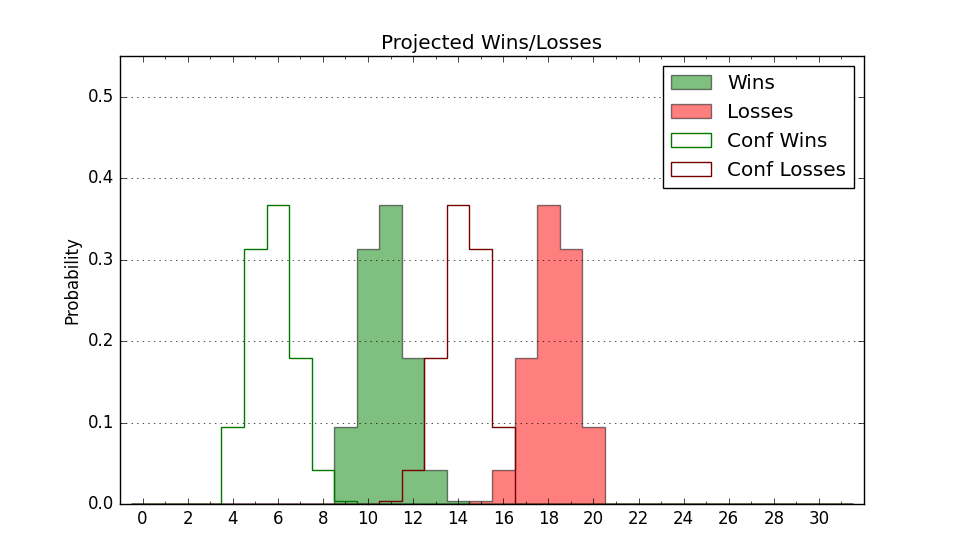 Projected Wins/Losses
Wins
Losses
Conf Wins
Conf Losses
Probability
0.5
0.4
0.3
0.2
0.1
0.0
0 2 4 6 8 10 12 14 16 18 20 22 24 26 28 30